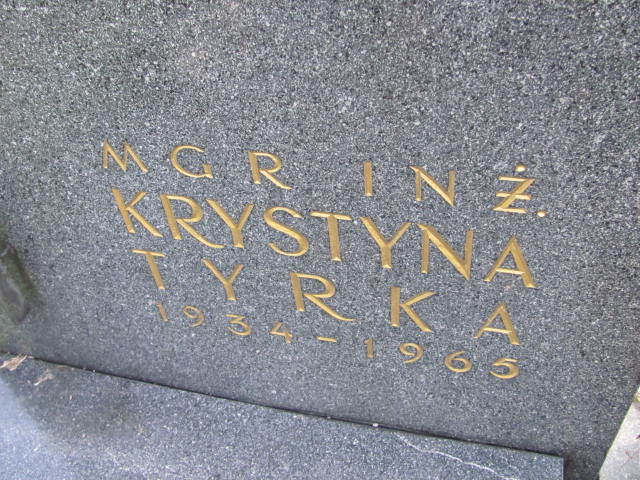 MGR INŻ.
KRYSTYNA
TYRKA
1934-1965